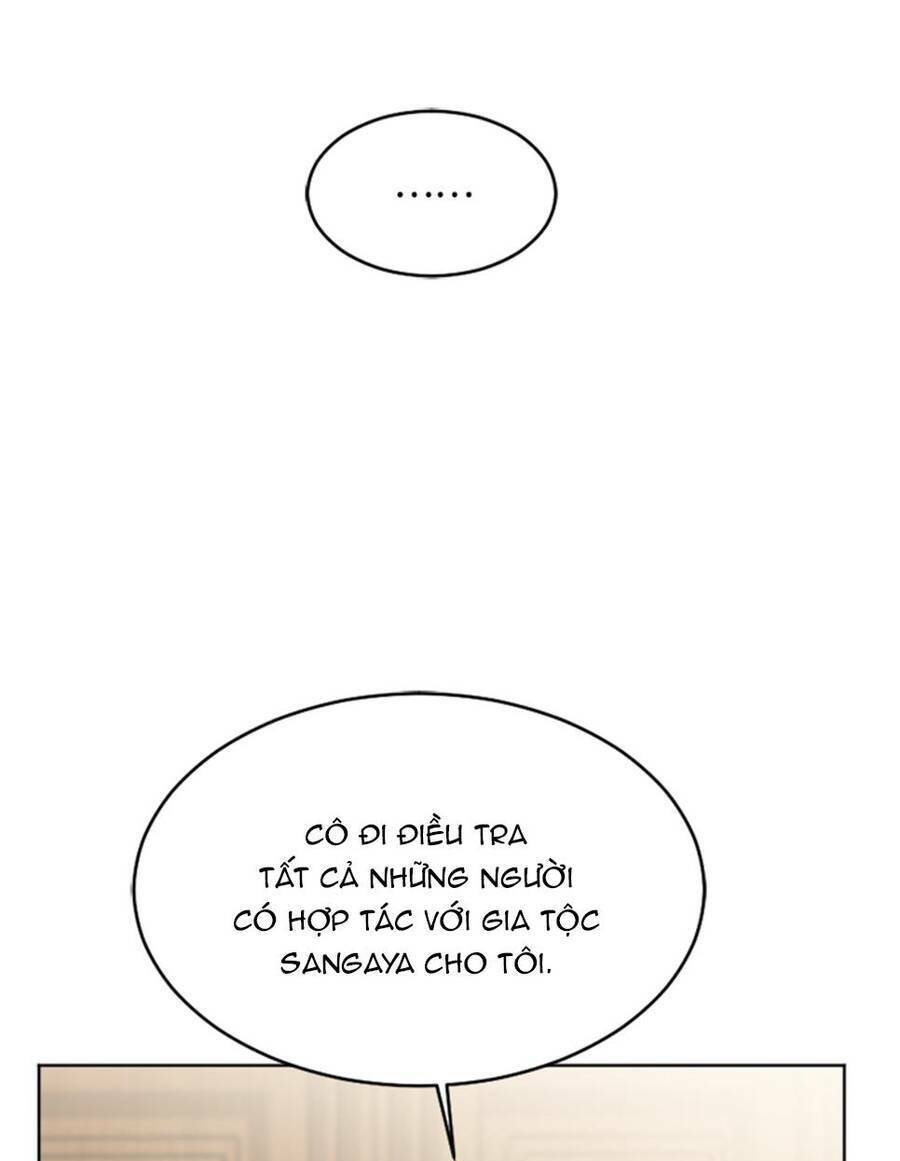 ......
CÔ ĐI ĐIỀU TRA
TẤT CẢ NHỮNG NGƯỜI
CÓ HỢP TÁC VỚI GIA TỘC
SANGAYA CHO TÔI.